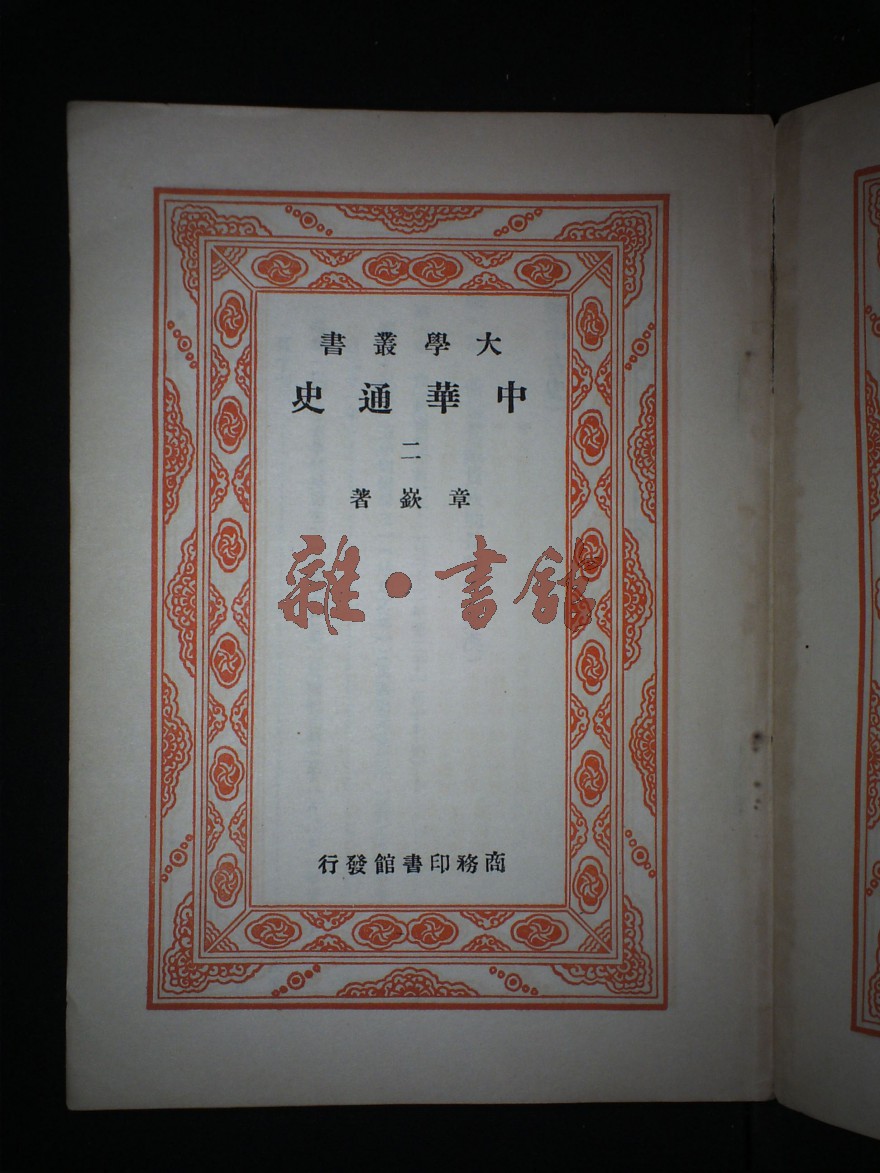 大學叢書
中華通史
二
章嶔著
雜·書館
商務印書館發行